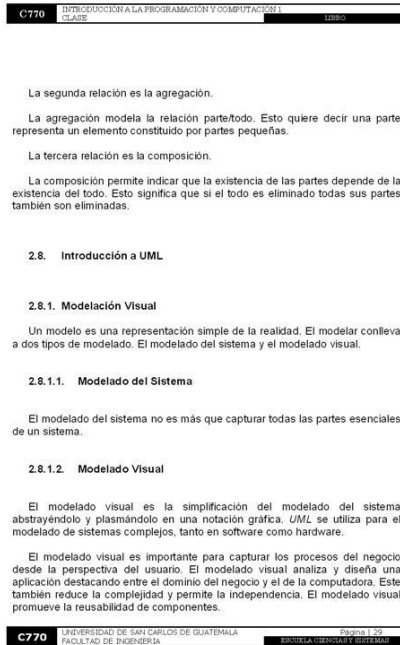 C770
INTRODUCCIÓN A LA PROGRAMACIÓN Y COMPUTACIÓN 1
CLASE
LIBRO
La segunda relación es la agregación.
La agregación modela la relación parte/todo. Esto quiere decir una parte
representa un elemento constituido por partes pequeñas.
La tercera relación es la composición.
La composición permite indicar que la existencia de las partes depende de la
existencia del todo. Esto significa que si el todo es eliminado todas sus partes
también son eliminadas.
2.8. Introducción a UML
2.8.1. Modelación Visual
Un modelo es una representación simple de la realidad. El modelar conlleva
a dos tipos de modelado. El modelado del sistema y el modelado visual.
2.8.1.1. Modelado del Sistema
El modelado del sistema no es más que capturar todas las partes esenciales
de un sistema.
2.8.1.2. Modelado Visual
El modelado visual es la simplificación del modelado del sistema
abstrayéndolo y plasmándolo en una notación gráfica. UML se utiliza para el
modelado de sistemas complejos, tanto en software como hardware.
El modelado visual es importante para capturar los procesos del negocio
desde la perspectiva del usuario. El modelado visual analiza y diseña una
aplicación destacando entre el dominio del negocio y el de la computadora. Este
también reduce la complejidad y permite la independencia. El modelado visual
promueve la reusabilidad de componentes.
C770
UNIVERSIDAD DE SAN CARLOS DE GUATEMALA
FACULTAD DE INGENIERIA
Página | 29
ESCUELA CIENCIAS Y SISTEMAS